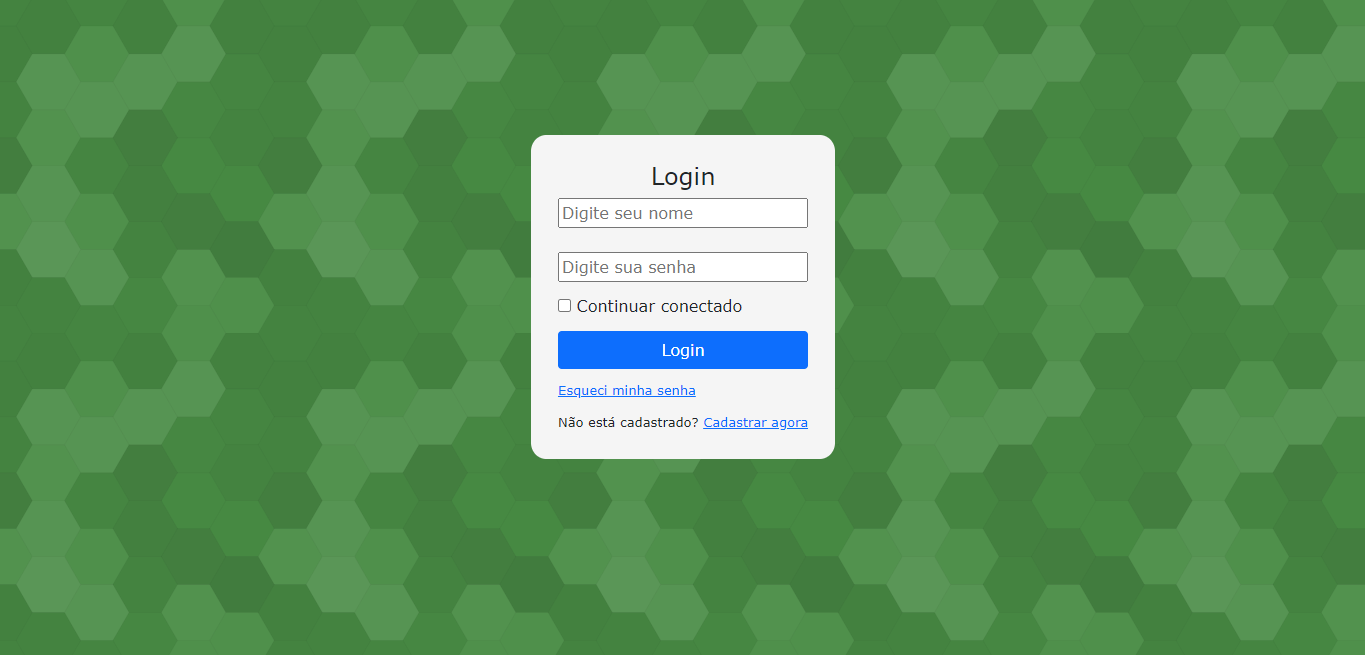 Login
Digite seu nome
Digite sua senha
Continuar conectado
Login
Esqueci minha senha
Não está cadastrado? Cadastrar agora